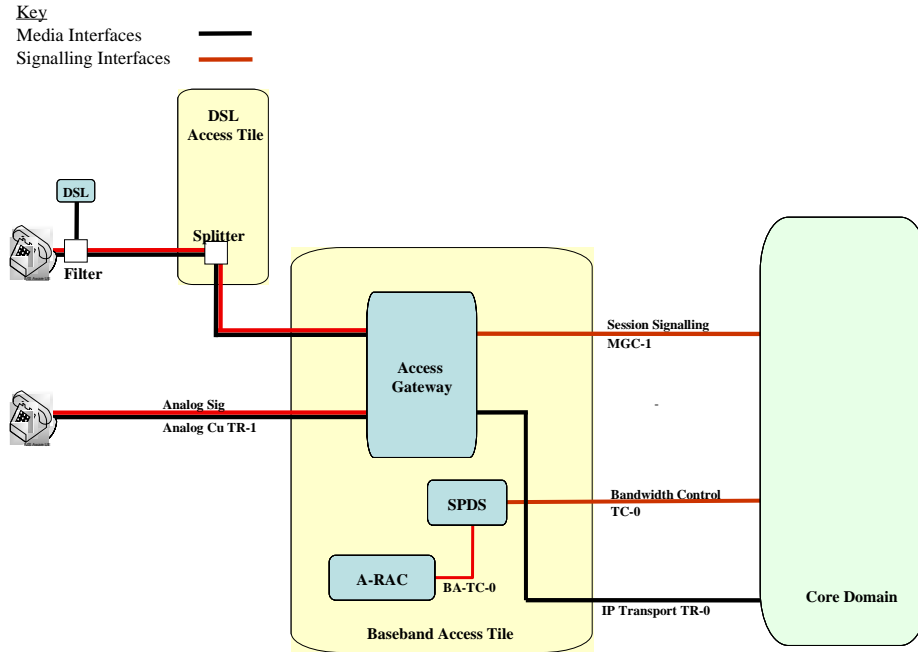 Key
Media Interfaces
Signalling Interfaces
DSL
Access Tile
DSL
Splitter
Filter
Session Signalling
MGC-1
Access
Gateway
-
Analog Sig
Analog Cu TR-1
Bandwidth Control
TC-0
SPDS
A-RAC
BA-TC-0
IP Transport TR-0
Core Domain
Baseband Access Tile